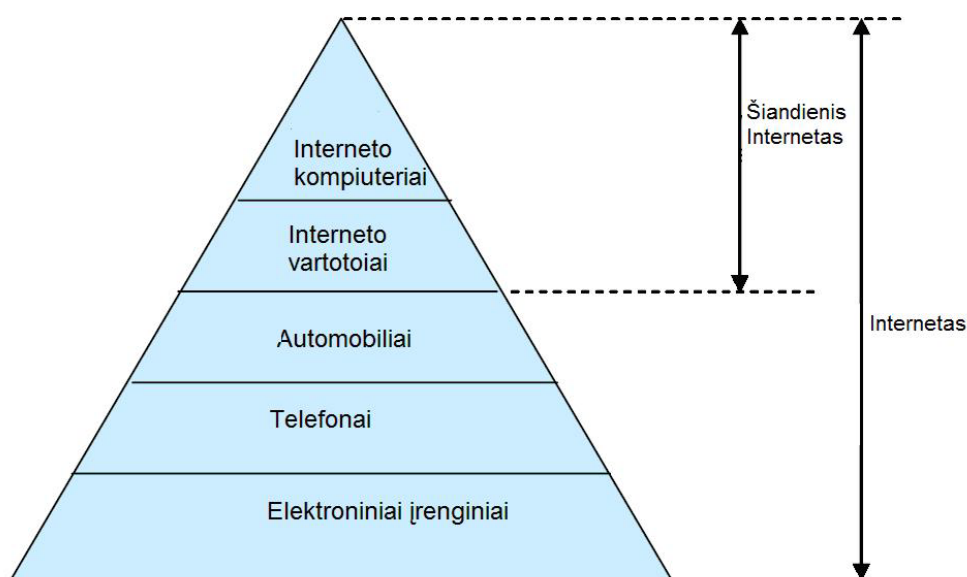 Interneto
kompiuteriai
Interneto
vartotoiai
Automobiliai
Telefonai
Elektroniniai įrenginiai
Šiandienis
Internetas
Internetas